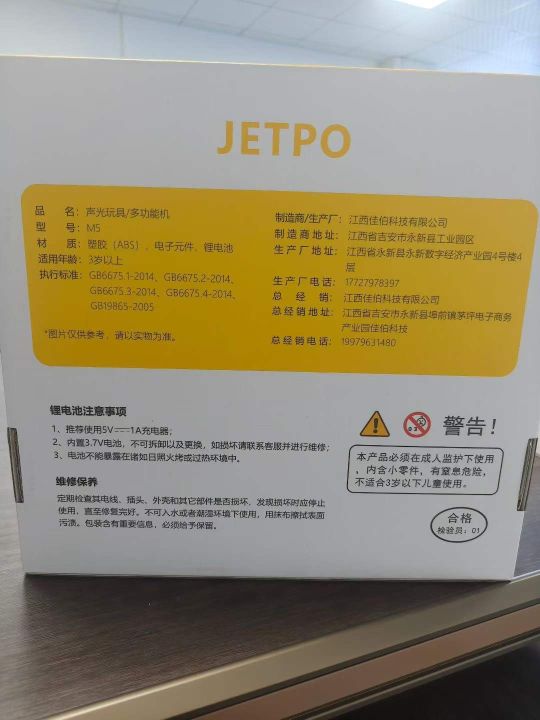 JETPO
品 名：声光玩具/多功能机
型 号：M5
材 质：塑胶（ABS）、电子元件、锂电池
适用年龄：3岁以上
执行标准：GB6675.1-2014、GB6675.2-2014、
GB6675.3-2014、GB6675.4-2014、
GB19865-2005
*图片仅供参考，请以实物为准。
制造商/生产厂：江西佳伯科技有限公司
制造商地址：江西省吉安市永新县工业园区
生产厂地址：江西省永新县永新数字经济产业园4号楼4
层
生产厂电话：17727978397
总 经 销：江西佳伯科技有限公司
总经销地址：江西省吉安市永新县埠前镇茅坪电子商务
产业园佳伯科技
总经销电话：19979631480
锂电池注意事项
1、推荐使用5V⎓1A充电器；
2、内置3.7V电池，不可拆卸以及更换，如损坏请联系客服并进行维修；
3、电池不能暴露在诸如日照火烤或过热环境中。
维修保养
定期检查其电线、插头、外壳和其它部件是否损坏，发现损坏时应停止
使用，直至修复完好。不可入水或者潮湿环境下使用，用抹布擦拭表面
污渍。包装含有重要信息，必须给予保留。
0-3
警告！
本产品必须在成人监护下使用
，内含小零件，有窒息危险，
不适合3岁以下儿童使用。
合格
检验员：01